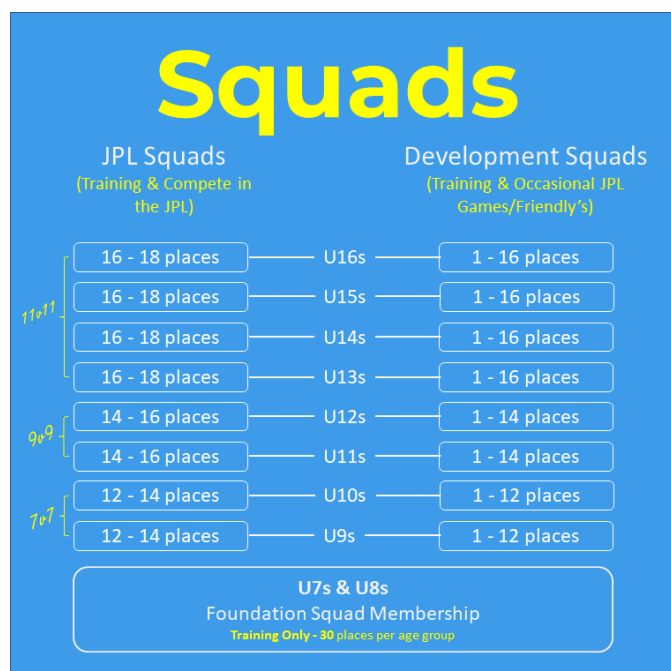 Squads
JPL Squads
(Training & Compete in
the JPL)
Development Squads
(Training & Occasional JPL
Games/Friendly's)
11v11
16 - 18 places U16s 1 - 16 places
16 - 18 places U15s 1 - 16 places
16 - 18 places U14s 1 - 16 places
16 - 18 places U13s 1 - 16 places
9v9
14 - 16 places U12s 1 - 14 places
14 - 16 places U11s 1 - 14 places
7v7
12 - 14 places U10s 1 - 12 places
12 - 14 places U9s 1 - 12 places
U7s & U8s
Foundation Squad Membership
Training Only - 30 places per age group